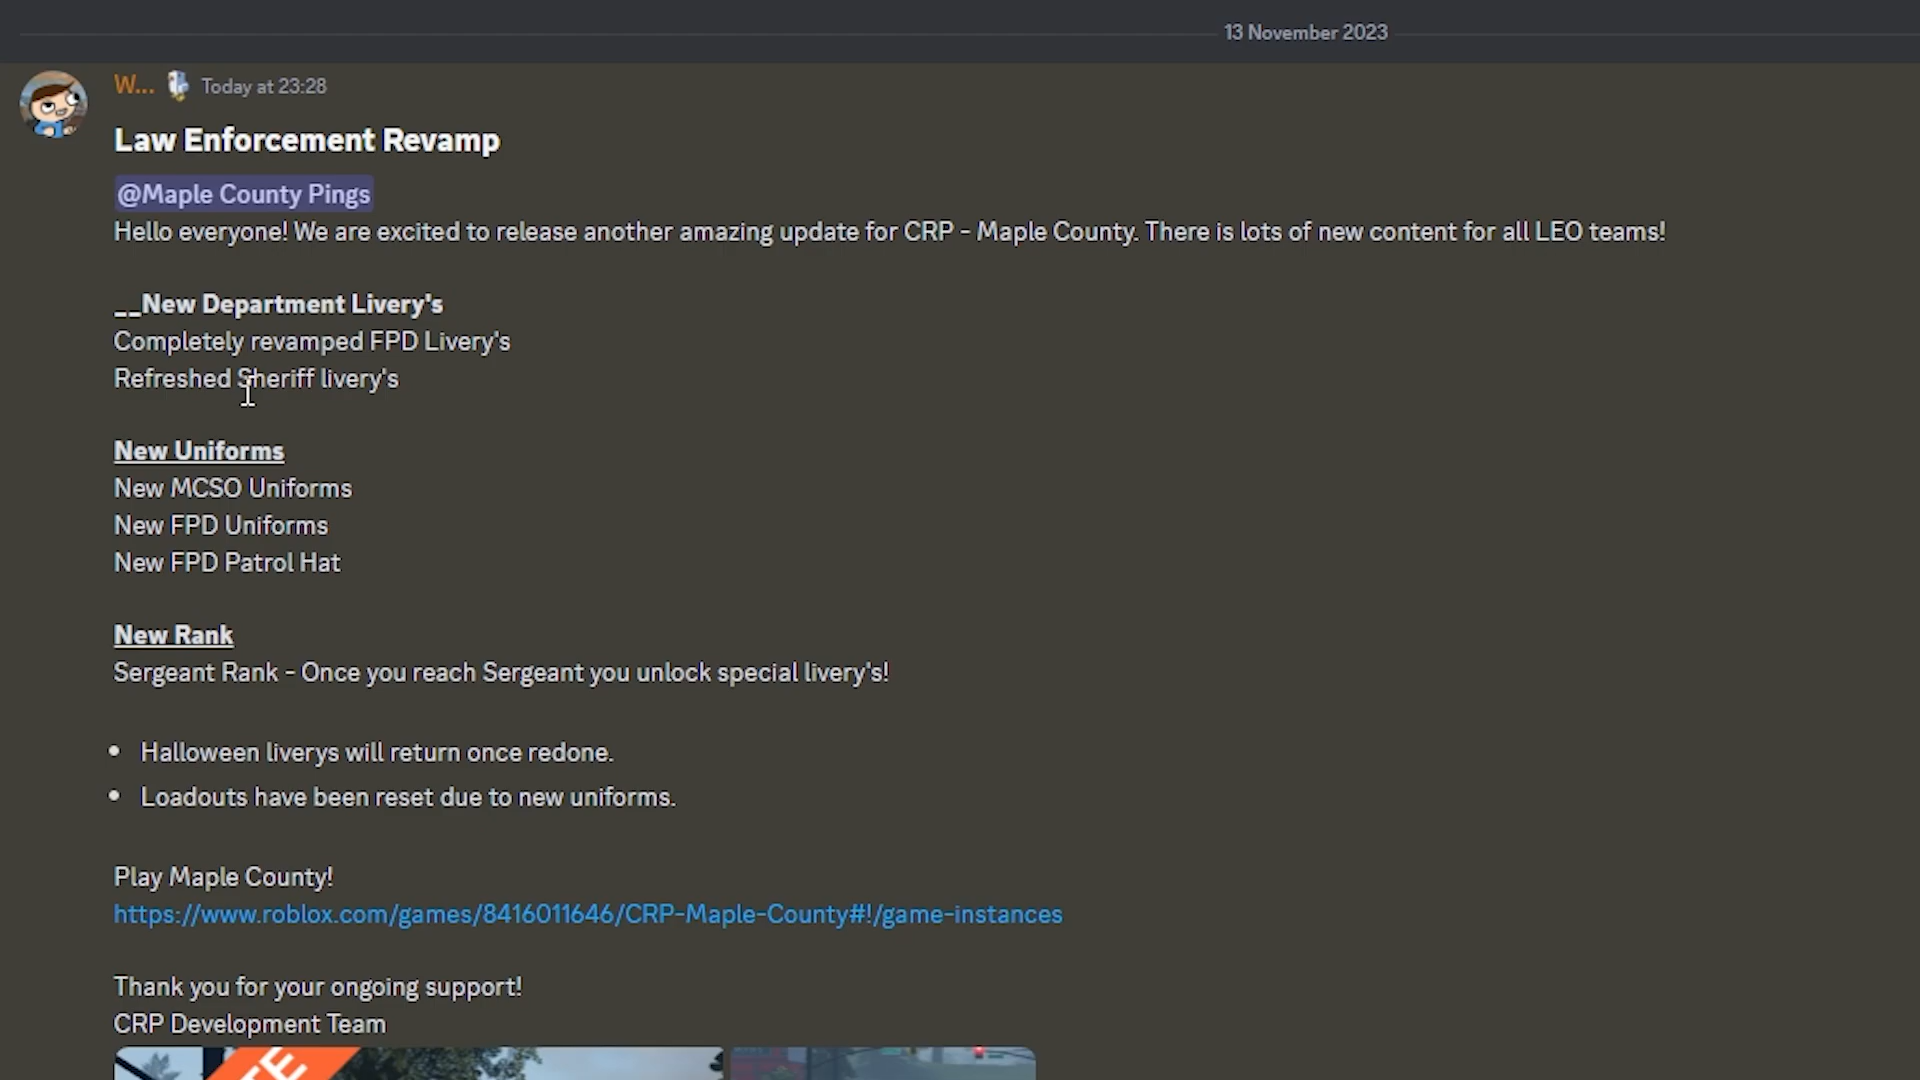 13 November 2023
W... Today at 23:28
Law Enforcement Revamp
@Maple County Pings
Hello everyone! We are excited to release another amazing update for CRP - Maple County. There is lots of new content for all LEO teams!
__New Department Livery's
Completely revamped FPD Livery's
Refreshed Sheriff livery's
New Uniforms
New MCSO Uniforms
New FPD Uniforms
New FPD Patrol Hat
New Rank
Sergeant Rank - Once you reach Sergeant you unlock special livery's!
• Halloween liverys will return once redone.
• Loadouts have been reset due to new uniforms.
Play Maple County!
https://www.roblox.com/games/8416011646/CRP-Maple-County#!/game-instances
Thank you for your ongoing support!
CRP Development Team